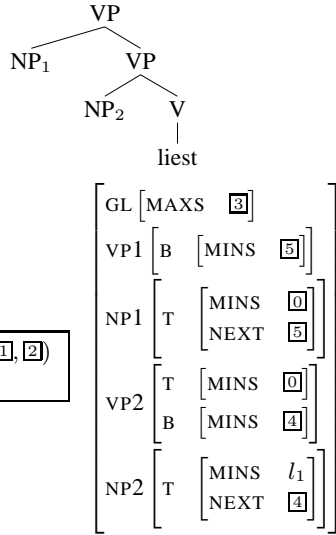 VP
NP₁ VP
NP₂ V
liest
GL [MAXS 3]
VP1 [B [MINS 5]]
NP1 [T [MINS 0
NEXT 5]]
1, 2)
VP2 [T [MINS 0]
B [MINS 4]]
NP2 [T [MINS l₁
NEXT 4]]